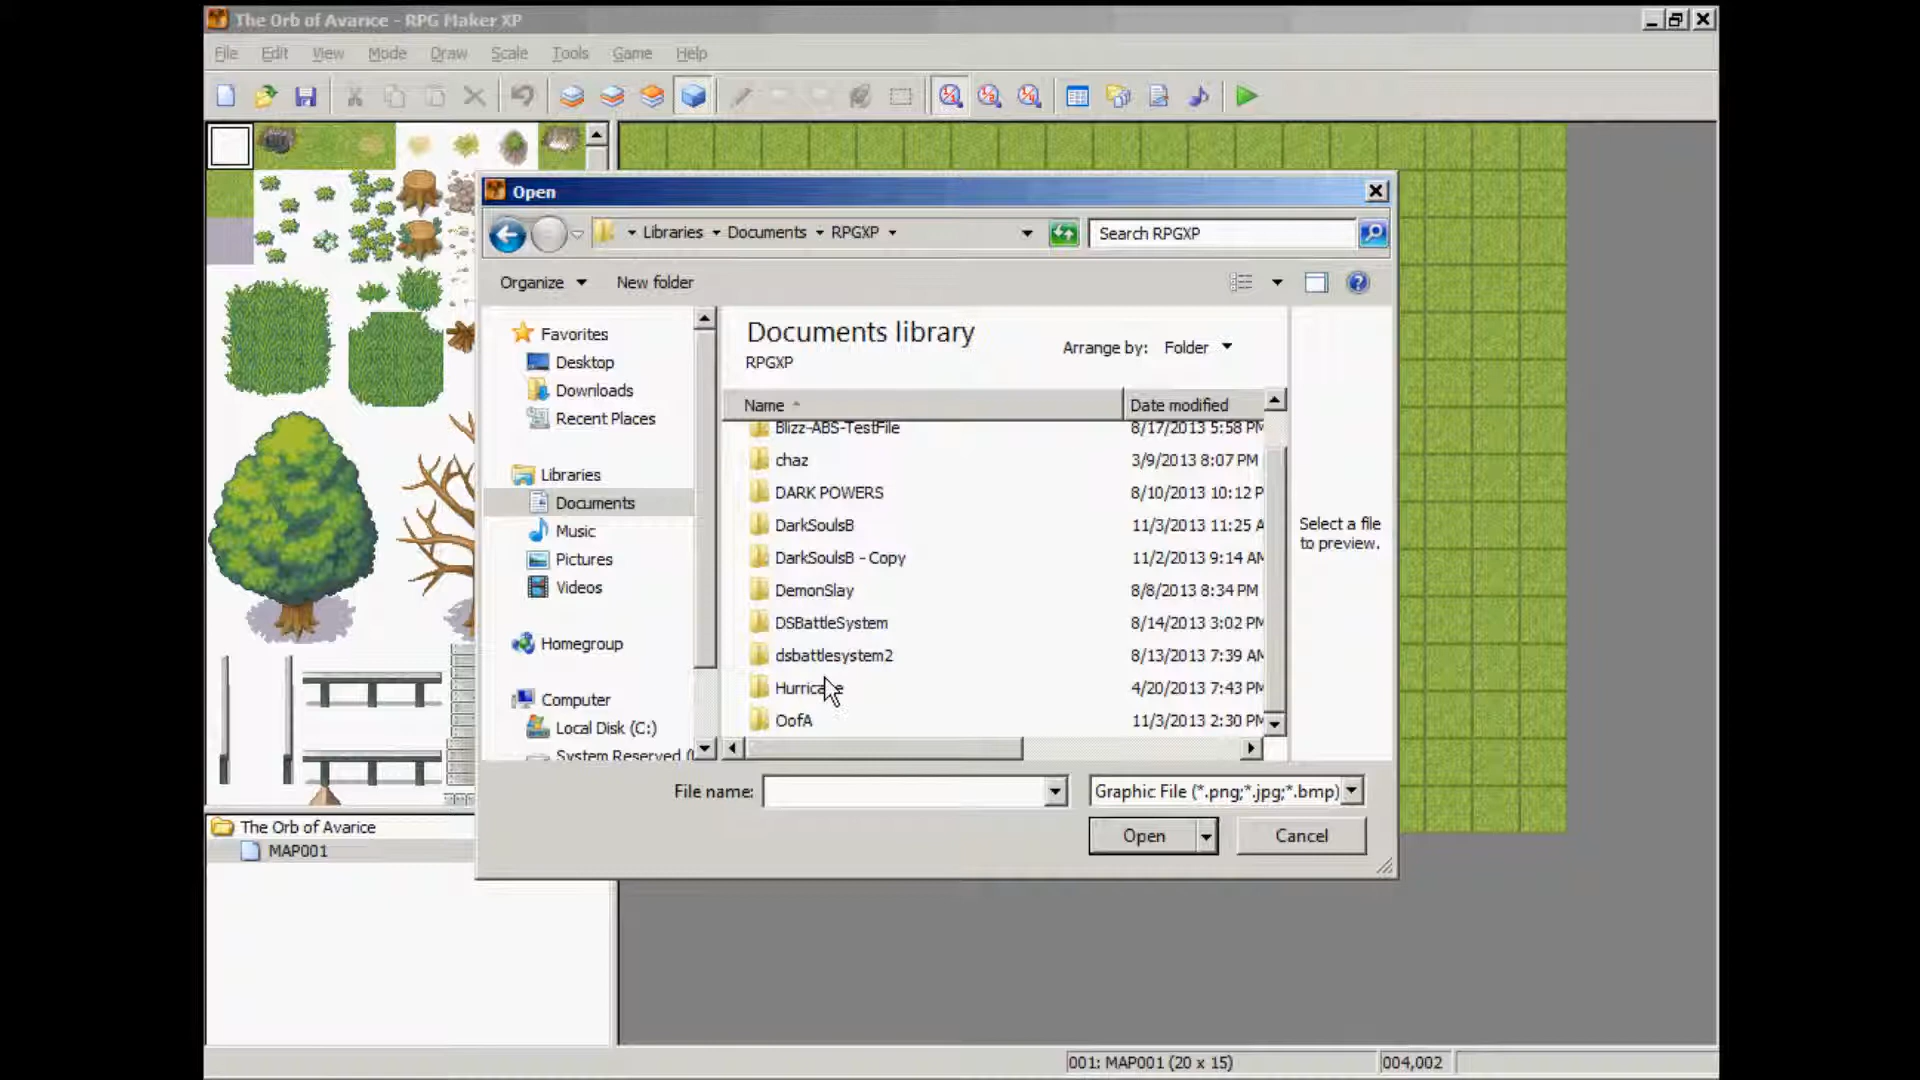 The Orb of Avarice - RPG Maker XP
File Edit View Mode Draw Scale Tools Game Help
Open
Libraries Documents RPGXP
Search RPGXP
Organize New folder
Favorites
Desktop
Downloads
Recent Places
Libraries
Documents
Music
Pictures
Videos
Homegroup
Computer
Local Disk (C:)
System Reserved (
Documents library
RPGXP
Arrange by: Folder
Name Date modified
Blizz-ABS-TestFile 8/17/2013 5:58 PM
chaz 3/9/2013 8:07 PM
DARK POWERS 8/10/2013 10:12 P
DarkSoulsB 11/3/2013 11:25 A
DarkSoulsB - Copy 11/2/2013 9:14 AM
DemonSlay 8/8/2013 8:34 PM
DSBattleSystem 8/14/2013 3:02 PM
dsbattlesystem2 8/13/2013 7:39 AM
Hurricane 4/20/2013 7:43 PM
OofA 11/3/2013 2:30 PM
Select a file
to preview.
File name:
Graphic File (*.png;*.jpg;*.bmp)
Open Cancel
The Orb of Avarice
MAP001
001: MAP001 (20 x 15) 004,002